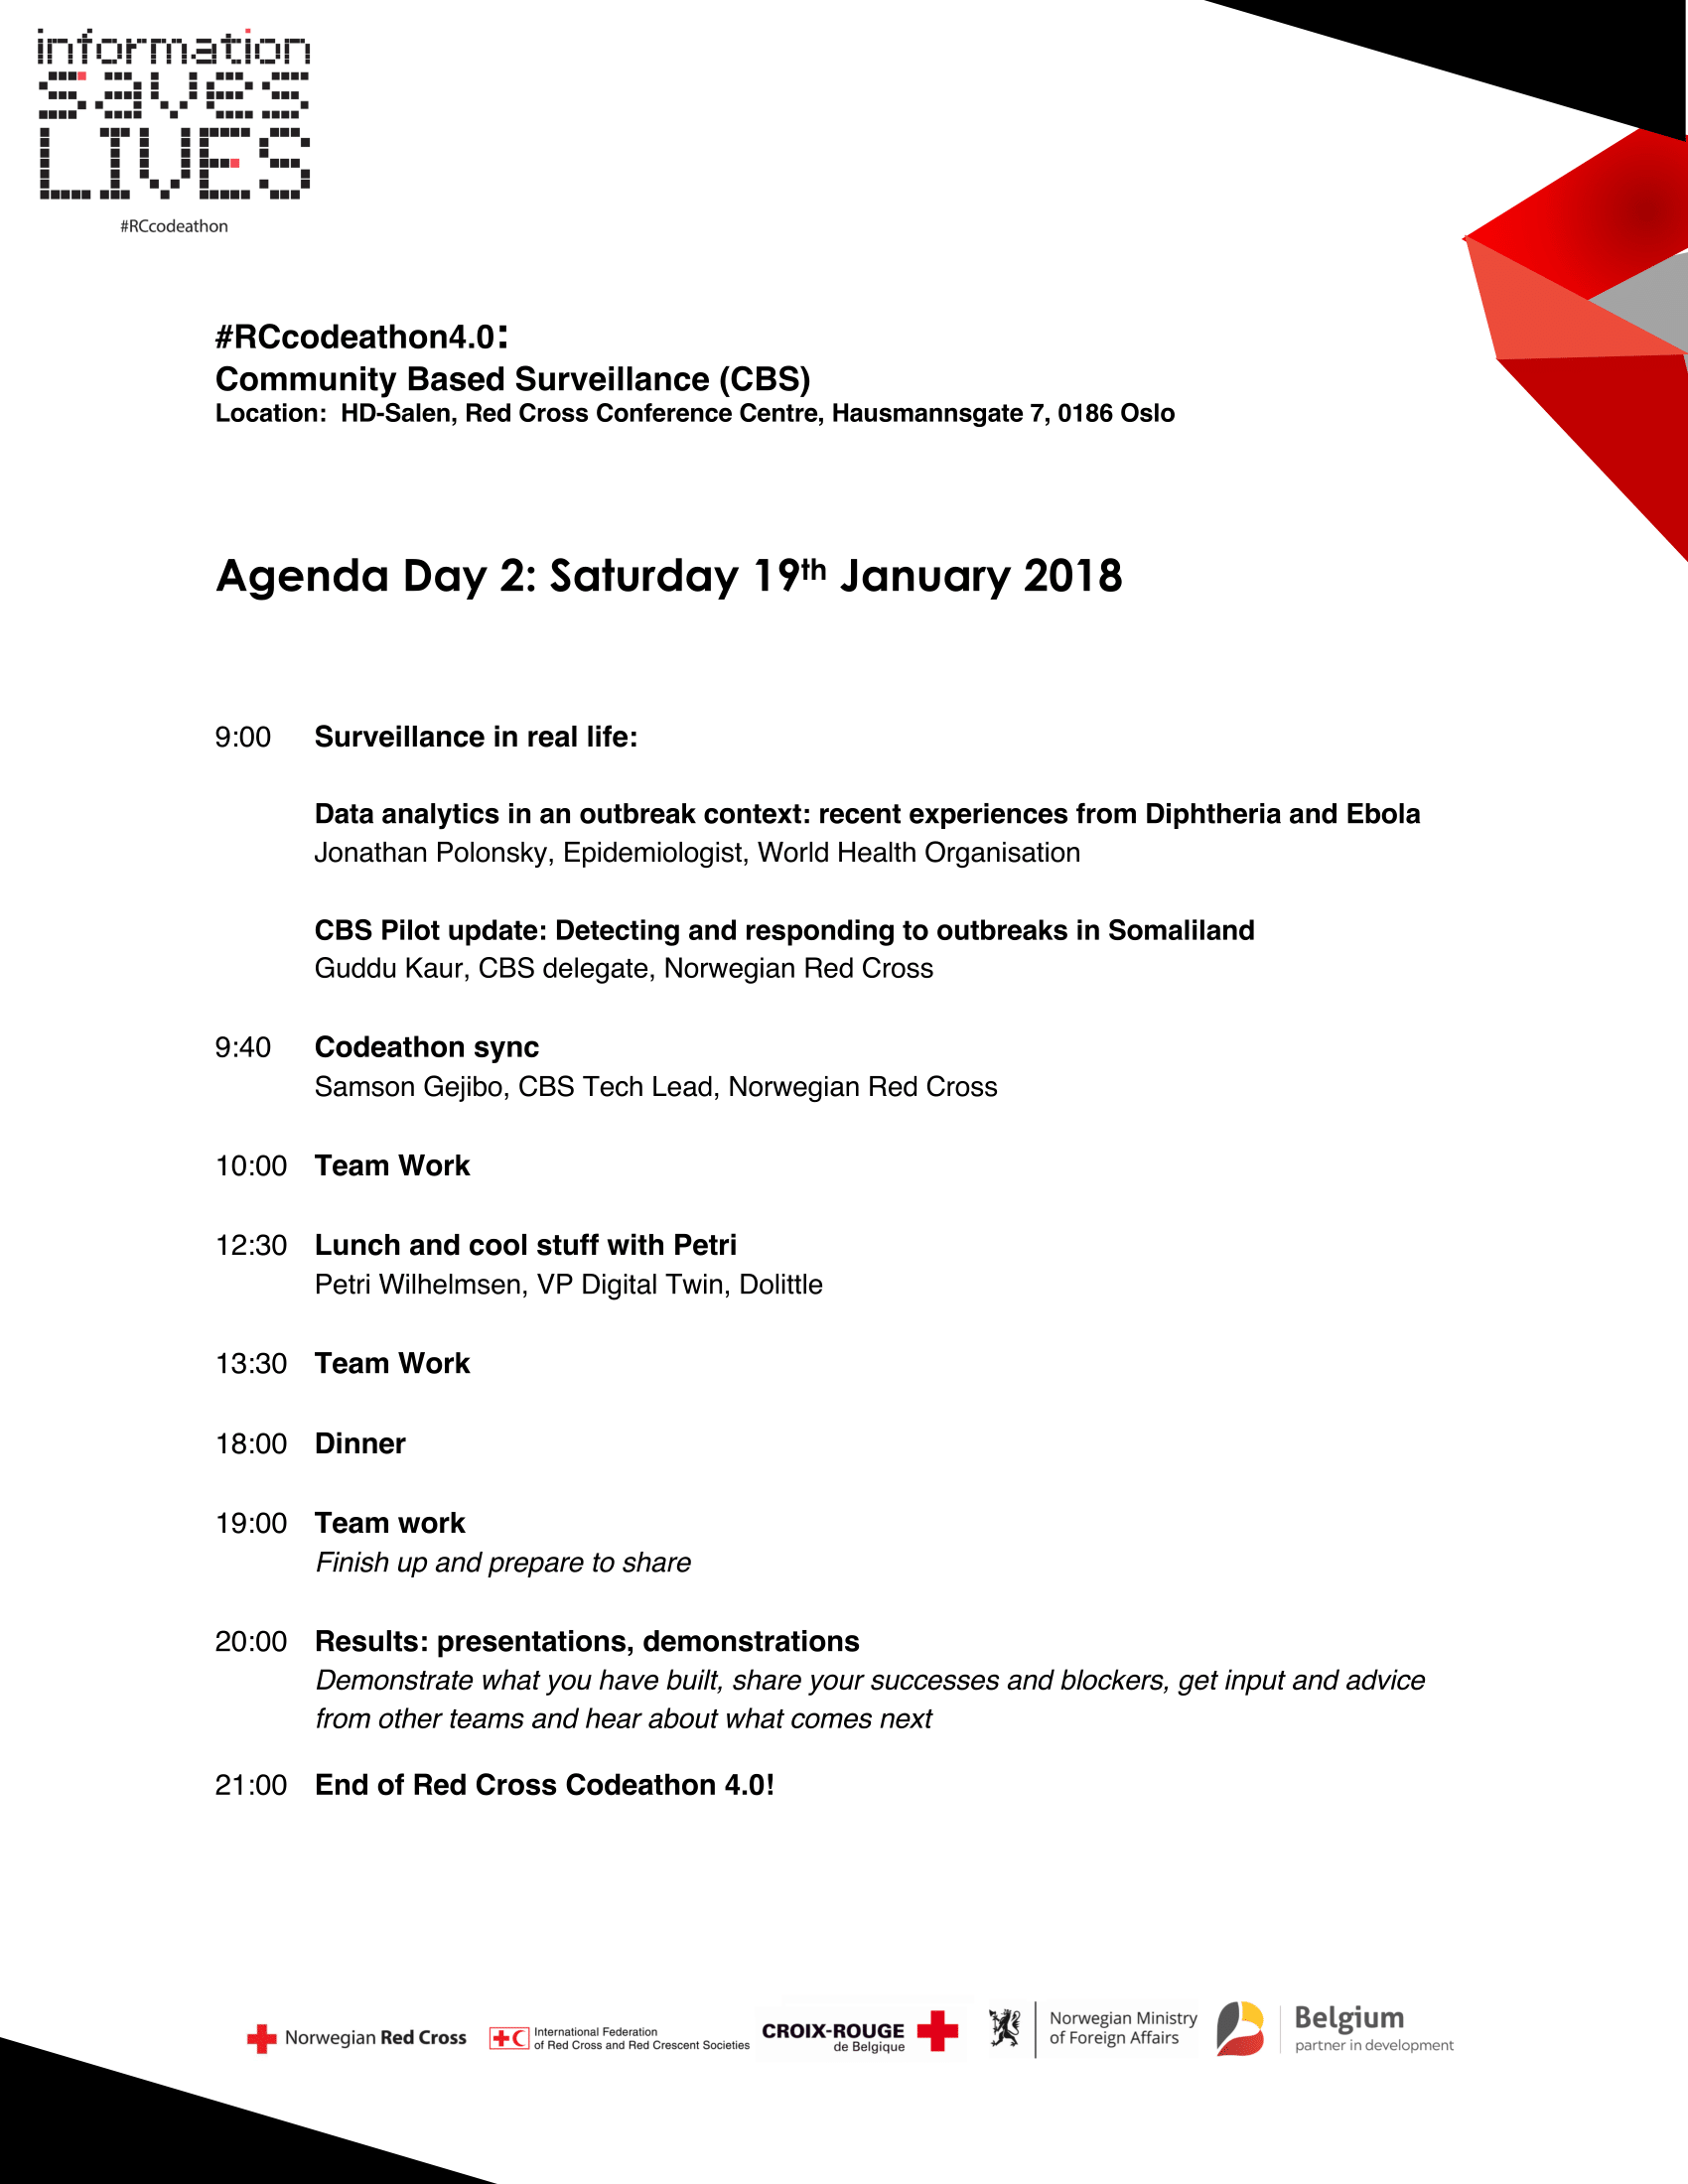 information
saves
LIVES
#RCcodeathon
#RCcodeathon4.0:
Community Based Surveillance (CBS)
Location:  HD-Salen, Red Cross Conference Centre, Hausmannsgate 7, 0186 Oslo
Agenda Day 2: Saturday 19th January 2018
9:00 Surveillance in real life:
Data analytics in an outbreak context: recent experiences from Diphtheria and Ebola
Jonathan Polonsky, Epidemiologist, World Health Organisation
CBS Pilot update: Detecting and responding to outbreaks in Somaliland
Guddu Kaur, CBS delegate, Norwegian Red Cross
9:40 Codeathon sync
Samson Gejibo, CBS Tech Lead, Norwegian Red Cross
10:00 Team Work
12:30 Lunch and cool stuff with Petri
Petri Wilhelmsen, VP Digital Twin, Dolittle
13:30 Team Work
18:00 Dinner
19:00 Team work
Finish up and prepare to share
20:00 Results: presentations, demonstrations
Demonstrate what you have built, share your successes and blockers, get input and advice
from other teams and hear about what comes next
21:00 End of Red Cross Codeathon 4.0!
Norwegian Red Cross
International Federation
of Red Cross and Red Crescent Societies
CROIX-ROUGE
de Belgique
Norwegian Ministry
of Foreign Affairs
Belgium
partner in development